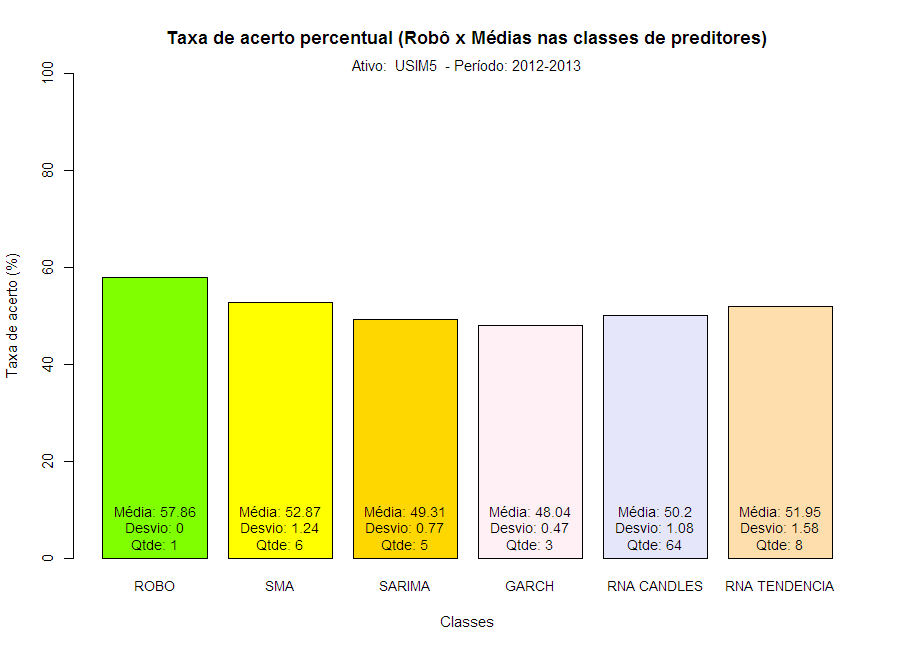 Taxa de acerto percentual (Robô x Médias nas classes de preditores)
Ativo:  USIM5  - Período: 2012-2013
Taxa de acerto (%)
100
80
60
40
20
0
Média: 57.86
Desvio: 0
Qtde: 1
Média: 52.87
Desvio: 1.24
Qtde: 6
Média: 49.31
Desvio: 0.77
Qtde: 5
Média: 48.04
Desvio: 0.47
Qtde: 3
Média: 50.2
Desvio: 1.08
Qtde: 64
Média: 51.95
Desvio: 1.58
Qtde: 8
ROBO
SMA
SARIMA
GARCH
RNA CANDLES
RNA TENDENCIA
Classes